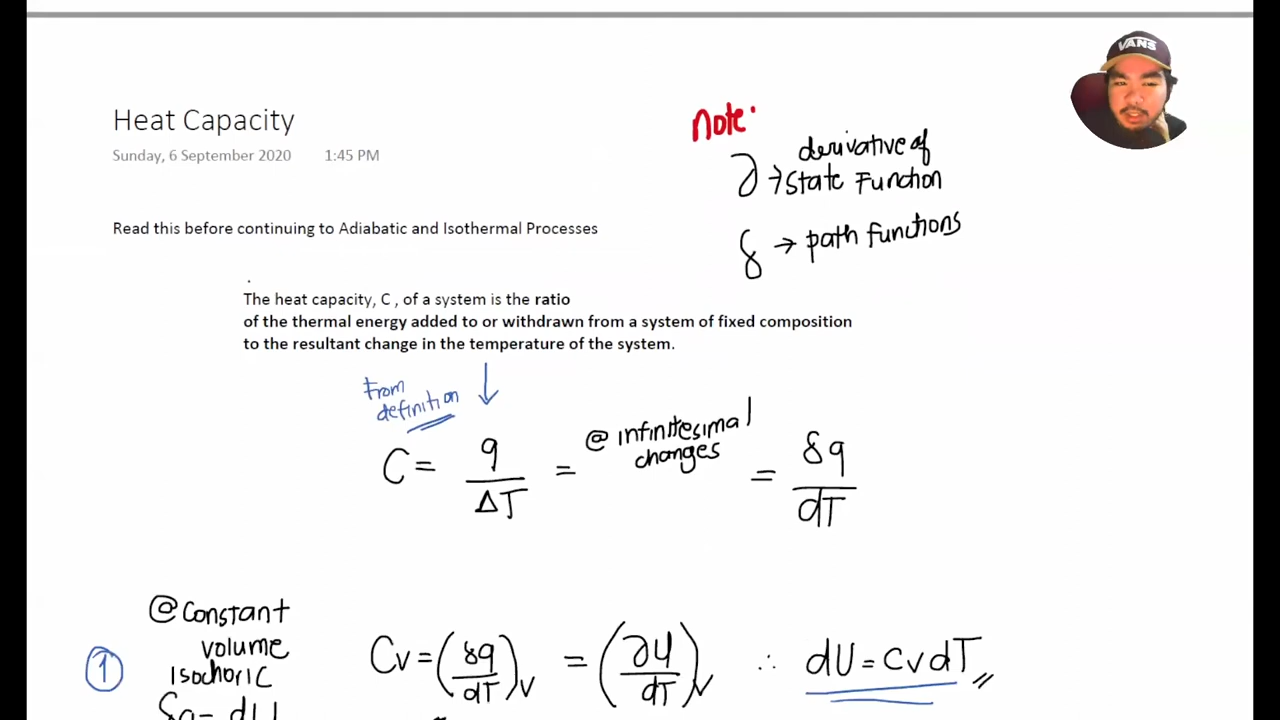 VANS
Heat Capacity
Sunday, 6 September 2020 1:45 PM
Note:
∂ → derivative of
State Function
δ → path functions
Read this before continuing to Adiabatic and Isothermal Processes
The heat capacity, C , of a system is the ratio
of the thermal energy added to or withdrawn from a system of fixed composition
to the resultant change in the temperature of the system.
From
definition
C = q/ΔT = @ infinitesimal changes = δq/dT
@ Constant
volume
Isochoric
δq = dU
1
Cv = (δq/dT)V = (∂U/dT)V ∴ dU = CvdT